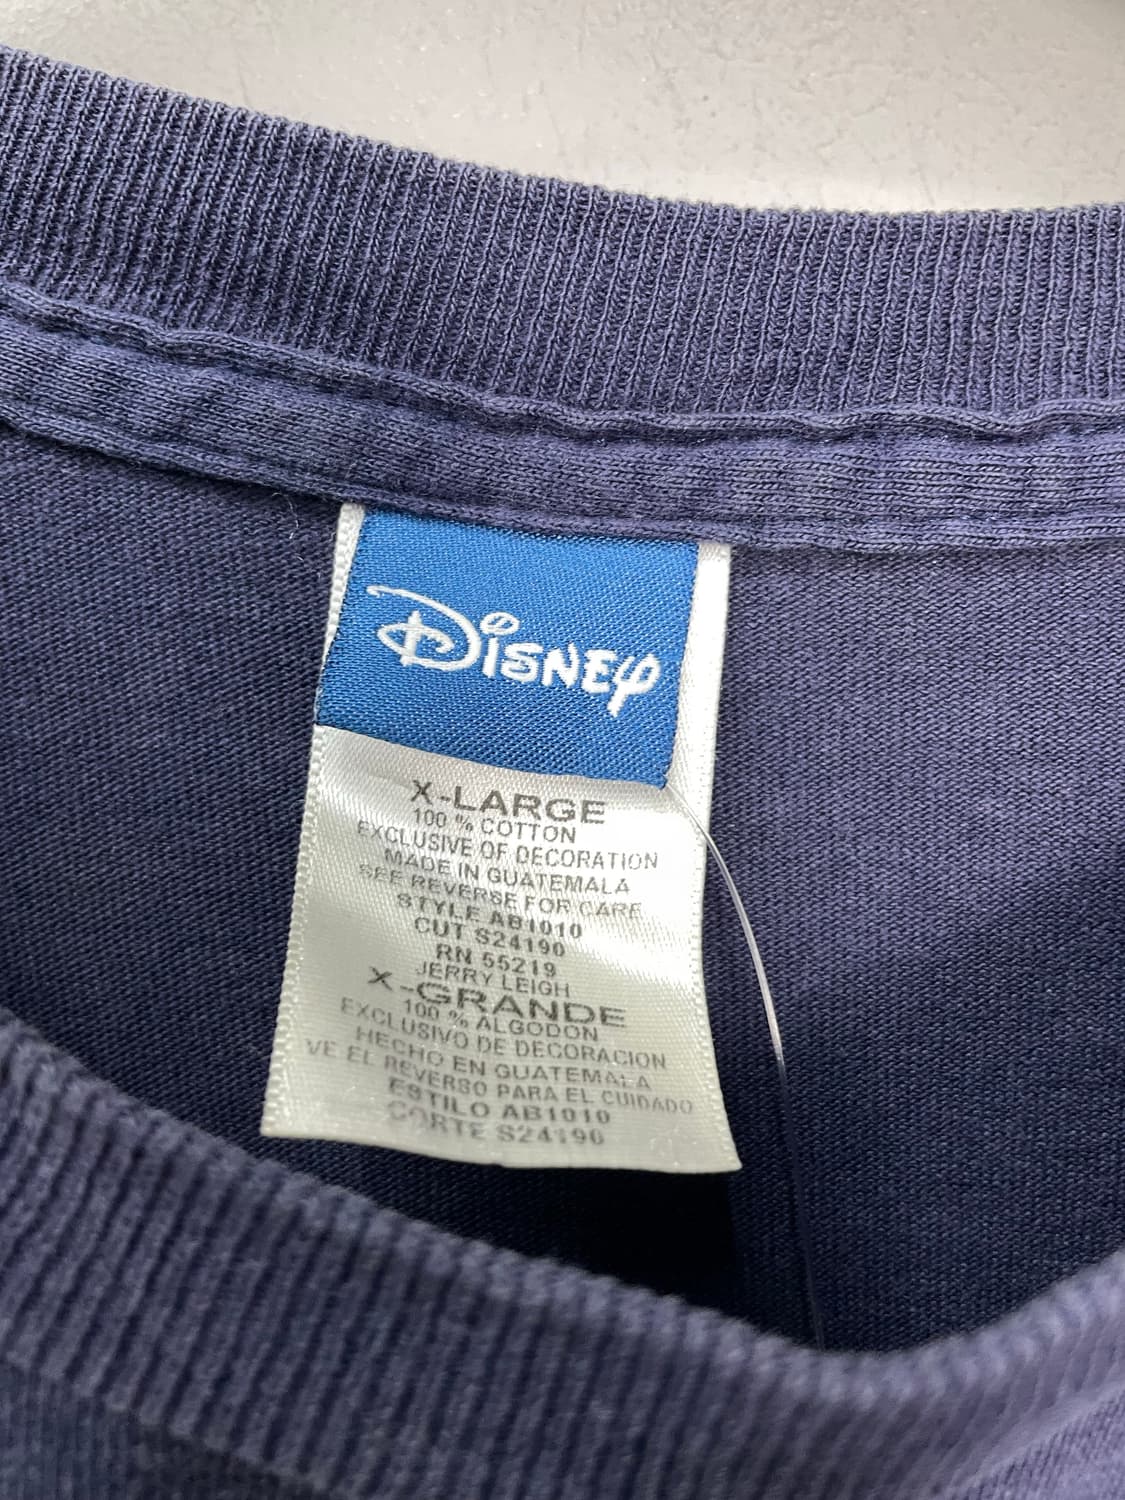 Disney
X-LARGE
100 % COTTON
EXCLUSIVE OF DECORATION
MADE IN GUATEMALA
SEE REVERSE FOR CARE
STYLE AB1010
CUT S24190
RN 55219
JERRY LEIGH
X-GRANDE
100 % ALGODON
EXCLUSIVO DE DECORACION
HECHO EN GUATEMALA
VE EL REVERSO PARA EL CUIDADO
ESTILO AB1010
CORTE S24190